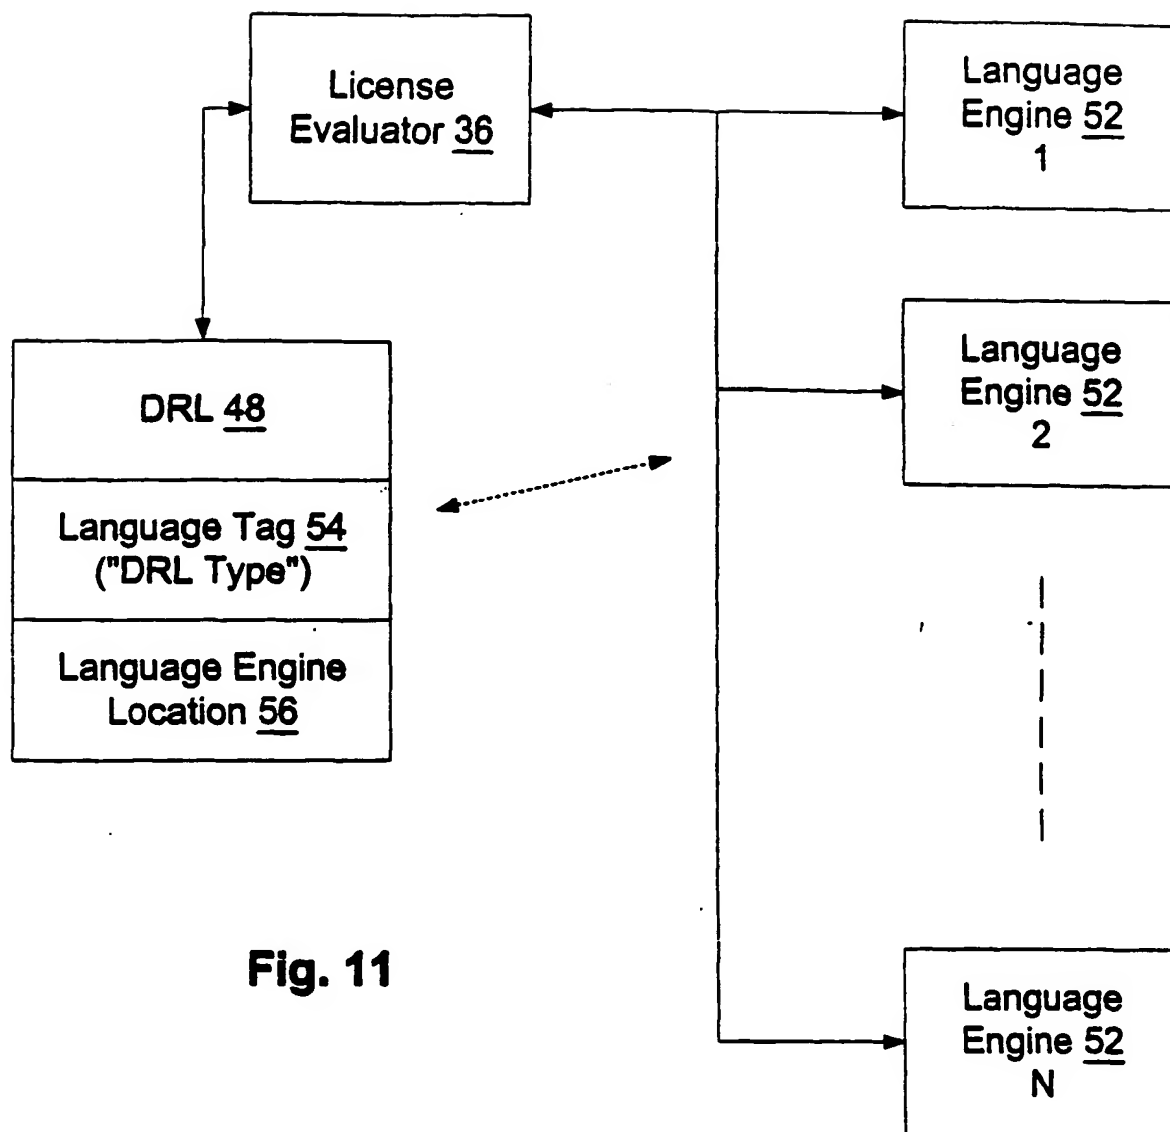 License
Evaluator 36
Language
Engine 52
1
Language
Engine 52
2
DRL 48
Language Tag 54
("DRL Type")
Language Engine
Location 56
Fig. 11
Language
Engine 52
N